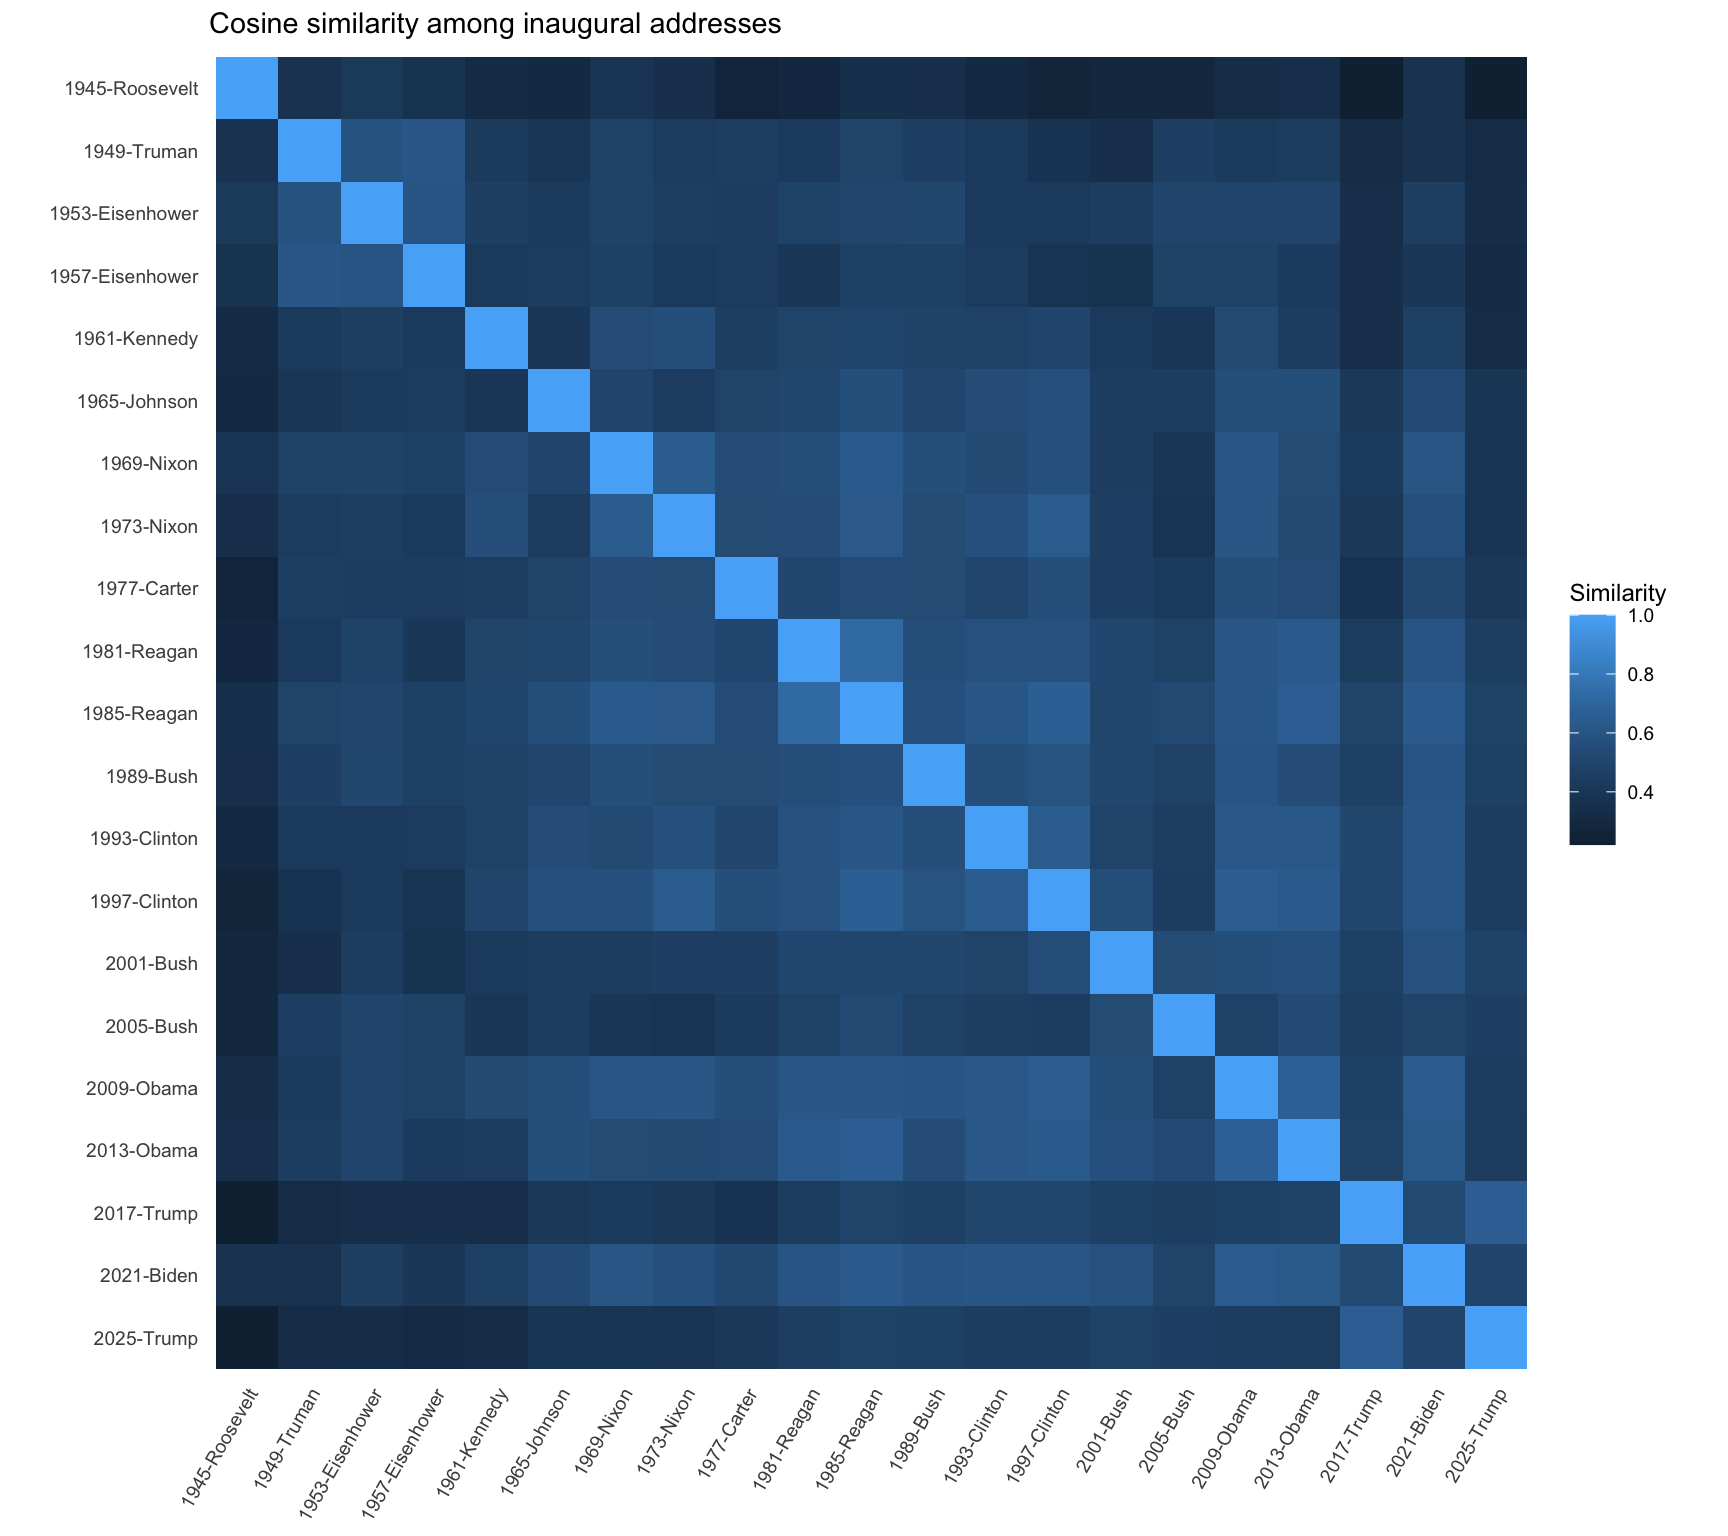 Cosine similarity among inaugural addresses
1945-Roosevelt
1949-Truman
1953-Eisenhower
1957-Eisenhower
1961-Kennedy
1965-Johnson
1969-Nixon
1973-Nixon
1977-Carter
1981-Reagan
1985-Reagan
1989-Bush
1993-Clinton
1997-Clinton
2001-Bush
2005-Bush
2009-Obama
2013-Obama
2017-Trump
2021-Biden
2025-Trump
1945-Roosevelt
1949-Truman
1953-Eisenhower
1957-Eisenhower
1961-Kennedy
1965-Johnson
1969-Nixon
1973-Nixon
1977-Carter
1981-Reagan
1985-Reagan
1989-Bush
1993-Clinton
1997-Clinton
2001-Bush
2005-Bush
2009-Obama
2013-Obama
2017-Trump
2021-Biden
2025-Trump
Similarity
1.0
0.8
0.6
0.4